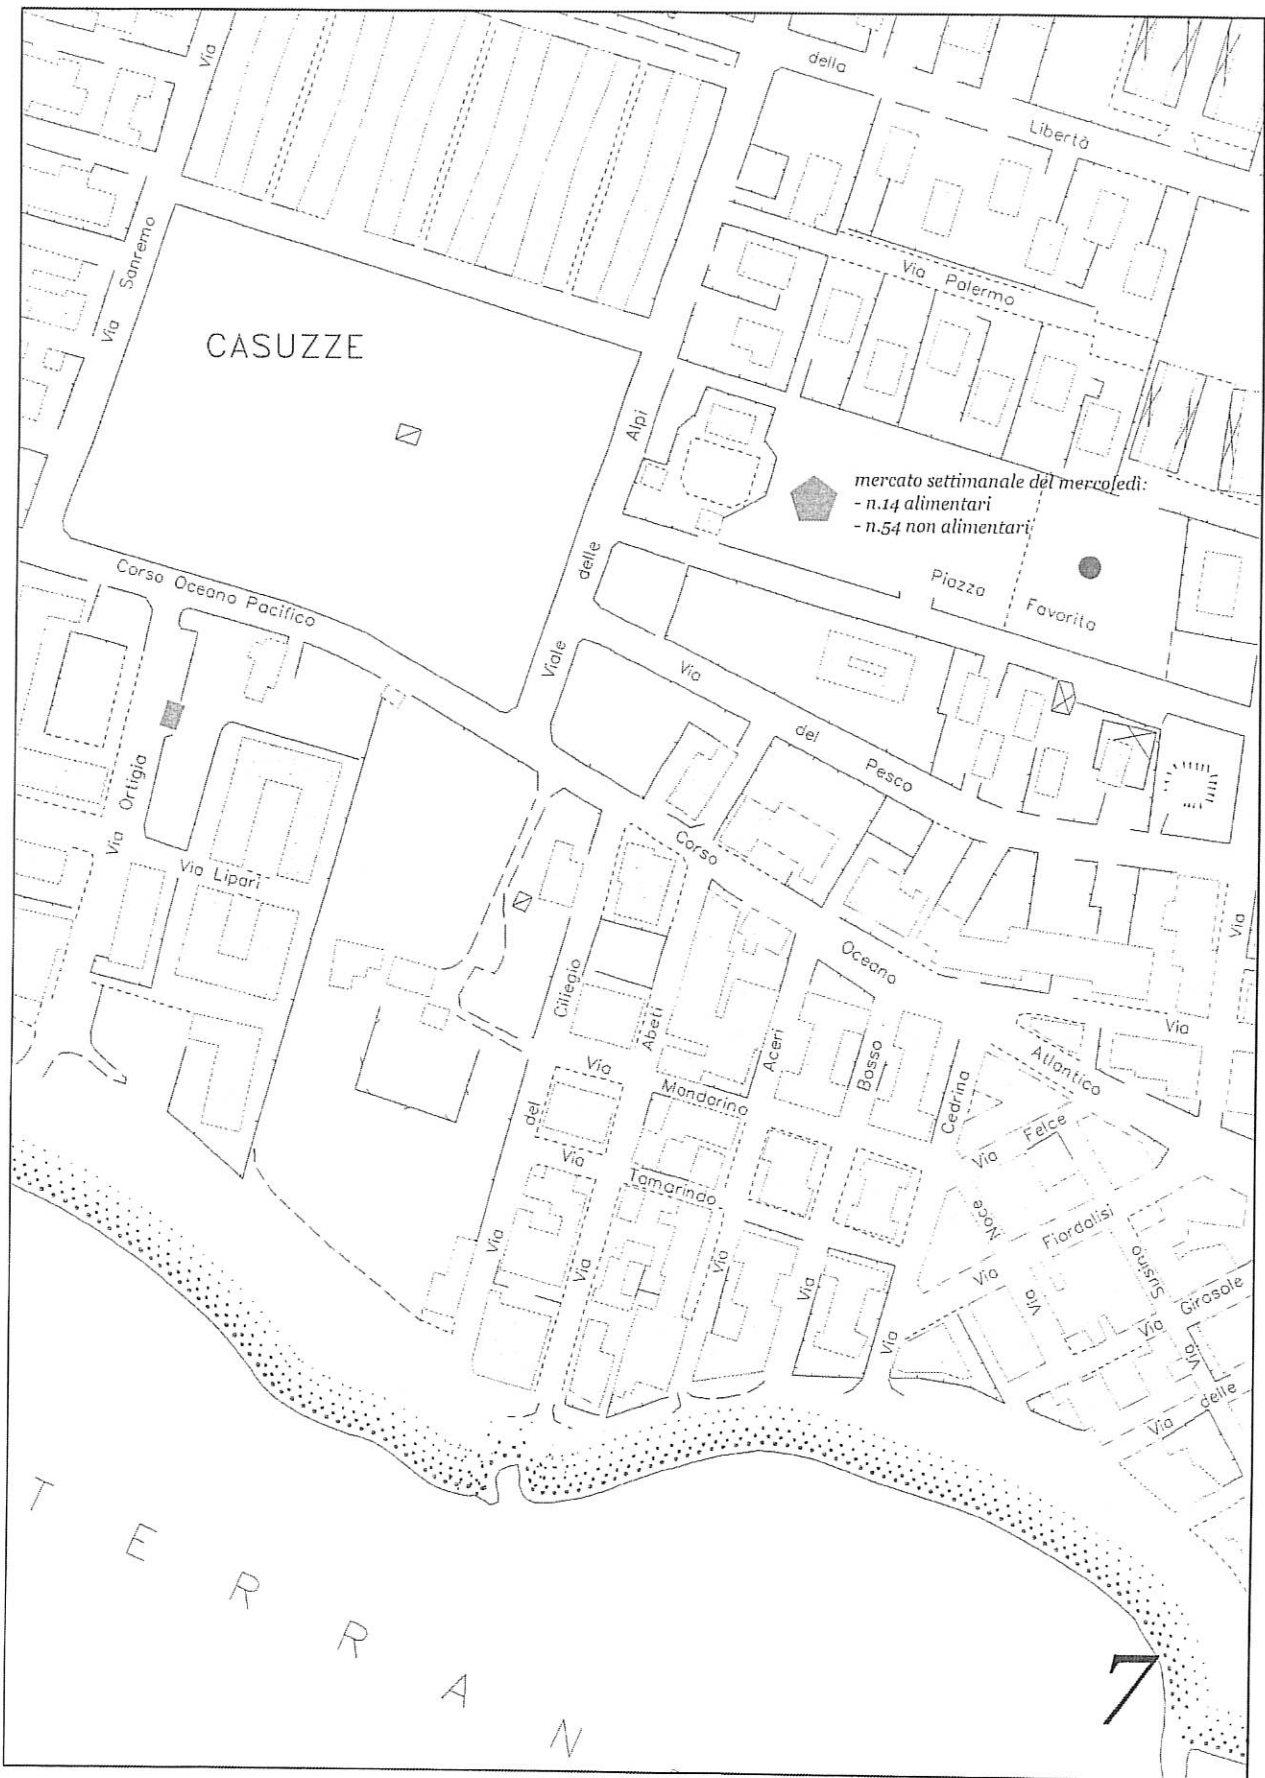 Via
della
Libertà
Via Sanremo
Via Palermo
CASUZZE
Viale delle Alpi
mercato settimanale del mercoledì:
- n.14 alimentari
- n.54 non alimentari
Piazza Favorita
Corso Oceano Pacifico
Via del Pesco
Via Ortigia
Via Lipari
Corso Oceano Atlantico
Via
Via
Via del Ciliegio
Via Abeti
Via Aceri
Via Bosso
Via Cedrina
Via Mandarino
Via Tamarindo
Via Felce
Via Noce
Via Fiordalisi
Via Susino
Via Girasole
Via delle
TERRAN
7